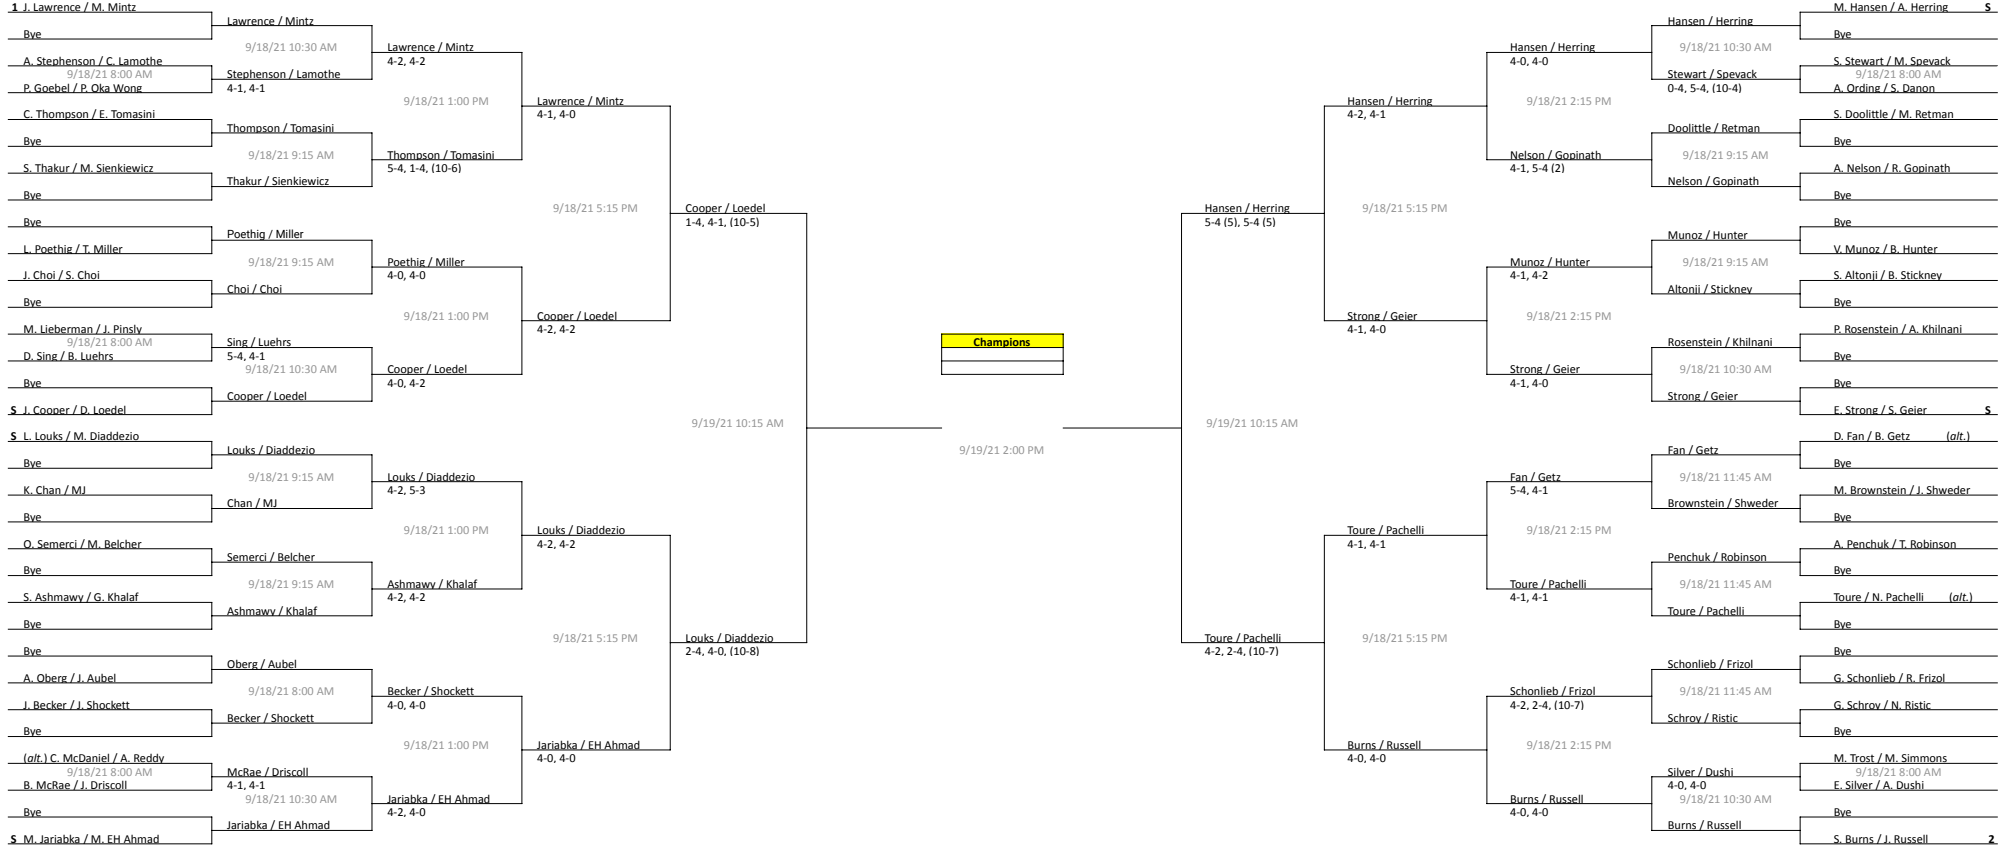 1 J. Lawrence / M. Mintz
Bye
A. Stephenson / C. Lamothe
9/18/21 8:00 AM
P. Goebel / P. Oka Wong
C. Thompson / E. Tomasini
Bye
S. Thakur / M. Sienkiewicz
Bye
Bye
L. Poethig / T. Miller
J. Choi / S. Choi
Bye
M. Lieberman / J. Pinsly
9/18/21 8:00 AM
D. Sing / B. Luehrs
Bye
S J. Cooper / D. Loedel
S L. Louks / M. Diaddezio
Bye
K. Chan / MJ
Bye
O. Semerci / M. Belcher
Bye
S. Ashmawy / G. Khalaf
Bye
Bye
A. Oberg / J. Aubel
J. Becker / J. Shockett
Bye
(alt.) C. McDaniel / A. Reddy
9/18/21 8:00 AM
B. McRae / J. Driscoll
Bye
S M. Jariabka / M. EH Ahmad
Lawrence / Mintz
9/18/21 10:30 AM
Stephenson / Lamothe
4-1, 4-1
Thompson / Tomasini
9/18/21 9:15 AM
Thakur / Sienkiewicz
Poethig / Miller
9/18/21 9:15 AM
Choi / Choi
Sing / Luehrs
5-4, 4-1
9/18/21 10:30 AM
Cooper / Loedel
Louks / Diaddezio
9/18/21 9:15 AM
Chan / MJ
Semerci / Belcher
9/18/21 9:15 AM
Ashmawy / Khalaf
Oberg / Aubel
9/18/21 8:00 AM
Becker / Shockett
McRae / Driscoll
4-1, 4-1
9/18/21 10:30 AM
Jariabka / EH Ahmad
Lawrence / Mintz
4-2, 4-2
9/18/21 1:00 PM
Thompson / Tomasini
5-4, 1-4, (10-6)
Poethig / Miller
4-0, 4-0
9/18/21 1:00 PM
Cooper / Loedel
4-0, 4-2
Louks / Diaddezio
4-2, 5-3
9/18/21 1:00 PM
Ashmawy / Khalaf
4-2, 4-2
Becker / Shockett
4-0, 4-0
9/18/21 1:00 PM
Jariabka / EH Ahmad
4-2, 4-0
Lawrence / Mintz
4-1, 4-0
9/18/21 5:15 PM
Cooper / Loedel
4-2, 4-2
Louks / Diaddezio
4-2, 4-2
9/18/21 5:15 PM
Jariabka / EH Ahmad
4-0, 4-0
Cooper / Loedel
1-4, 4-1, (10-5)
9/19/21 10:15 AM
Louks / Diaddezio
2-4, 4-0, (10-8)
Champions
9/19/21 2:00 PM
Hansen / Herring
5-4 (5), 5-4 (5)
9/19/21 10:15 AM
Toure / Pachelli
4-2, 2-4, (10-7)
Hansen / Herring
4-2, 4-1
9/18/21 5:15 PM
Strong / Geier
4-1, 4-0
Toure / Pachelli
4-1, 4-1
9/18/21 5:15 PM
Burns / Russell
4-0, 4-0
Hansen / Herring
4-0, 4-0
9/18/21 2:15 PM
Nelson / Gopinath
4-1, 5-4 (2)
Munoz / Hunter
4-1, 4-2
9/18/21 2:15 PM
Strong / Geier
4-1, 4-0
Fan / Getz
5-4, 4-1
9/18/21 2:15 PM
Toure / Pachelli
4-1, 4-1
Schonlieb / Frizol
4-2, 2-4, (10-7)
9/18/21 2:15 PM
Burns / Russell
4-0, 4-0
Hansen / Herring
9/18/21 10:30 AM
Stewart / Spevack
0-4, 5-4, (10-4)
Doolittle / Retman
9/18/21 9:15 AM
Nelson / Gopinath
Munoz / Hunter
9/18/21 9:15 AM
Altonji / Stickney
Rosenstein / Khilnani
9/18/21 10:30 AM
Strong / Geier
Fan / Getz
9/18/21 11:45 AM
Brownstein / Shweder
Penchuk / Robinson
9/18/21 11:45 AM
Toure / Pachelli
Schonlieb / Frizol
9/18/21 11:45 AM
Schroy / Ristic
Silver / Dushi
4-0, 4-0
9/18/21 10:30 AM
Burns / Russell
M. Hansen / A. Herring S
Bye
S. Stewart / M. Spevack
9/18/21 8:00 AM
A. Ording / S. Danon
S. Doolittle / M. Retman
Bye
A. Nelson / R. Gopinath
Bye
Bye
V. Munoz / B. Hunter
S. Altonji / B. Stickney
Bye
P. Rosenstein / A. Khilnani
Bye
Bye
E. Strong / S. Geier S
D. Fan / B. Getz (alt.)
Bye
M. Brownstein / J. Shweder
Bye
A. Penchuk / T. Robinson
Bye
Toure / N. Pachelli (alt.)
Bye
Bye
G. Schonlieb / R. Frizol
G. Schroy / N. Ristic
Bye
M. Trost / M. Simmons
9/18/21 8:00 AM
E. Silver / A. Dushi
Bye
S. Burns / J. Russell 2